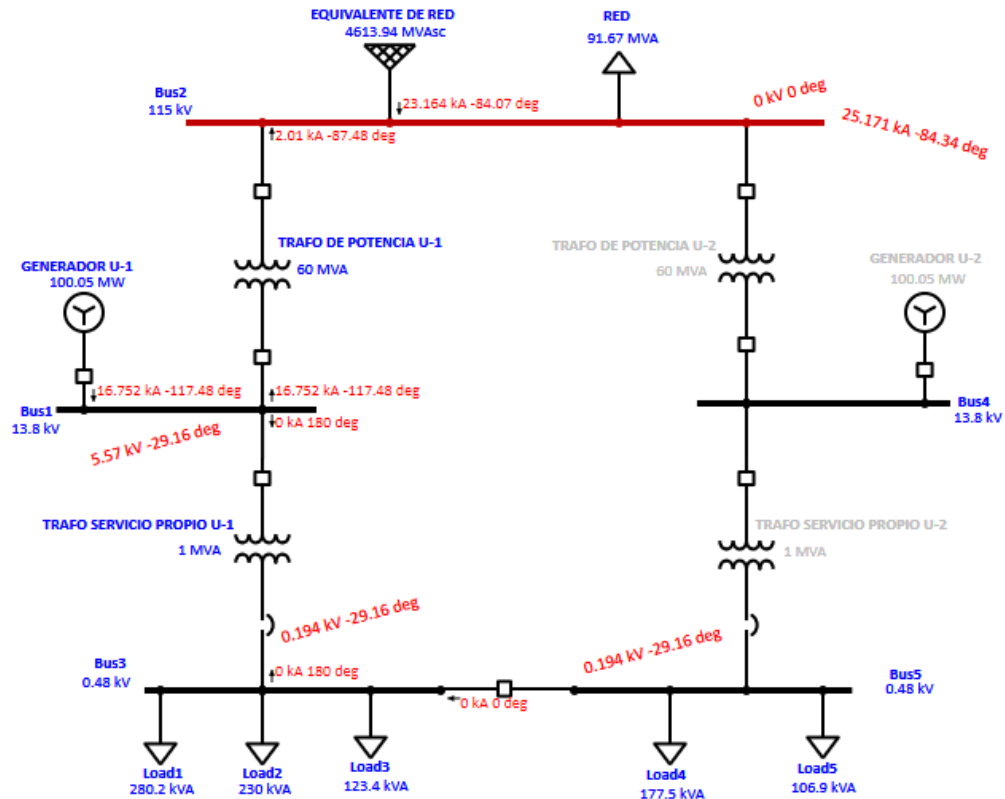 EQUIVALENTE DE RED
4613.94 MVAsc
RED
91.67 MVA
Bus2
115 kV
23.164 kA -84.07 deg
0 kV 0 deg
25.171 kA -84.34 deg
2.01 kA -87.48 deg
TRAFO DE POTENCIA U-1
60 MVA
TRAFO DE POTENCIA U-2
60 MVA
GENERADOR U-1
100.05 MW
GENERADOR U-2
100.05 MW
16.752 kA -117.48 deg
16.752 kA -117.48 deg
Bus1
13.8 kV
0 kA 180 deg
5.57 kV -29.16 deg
Bus4
13.8 kV
TRAFO SERVICIO PROPIO U-1
1 MVA
TRAFO SERVICIO PROPIO U-2
1 MVA
0.194 kV -29.16 deg
0.194 kV -29.16 deg
Bus3
0.48 kV
0 kA 180 deg
0 kA 0 deg
Bus5
0.48 kV
Load1
280.2 kVA
Load2
230 kVA
Load3
123.4 kVA
Load4
177.5 kVA
Load5
106.9 kVA